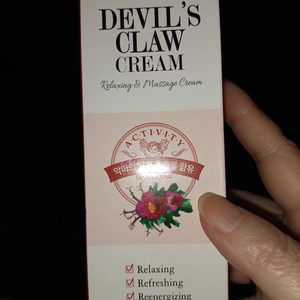 DEVIL'S
CLAW
CREAM
Relaxing & Massage Cream
ACTIVITY
Relaxing
Refreshing
Reenergizing